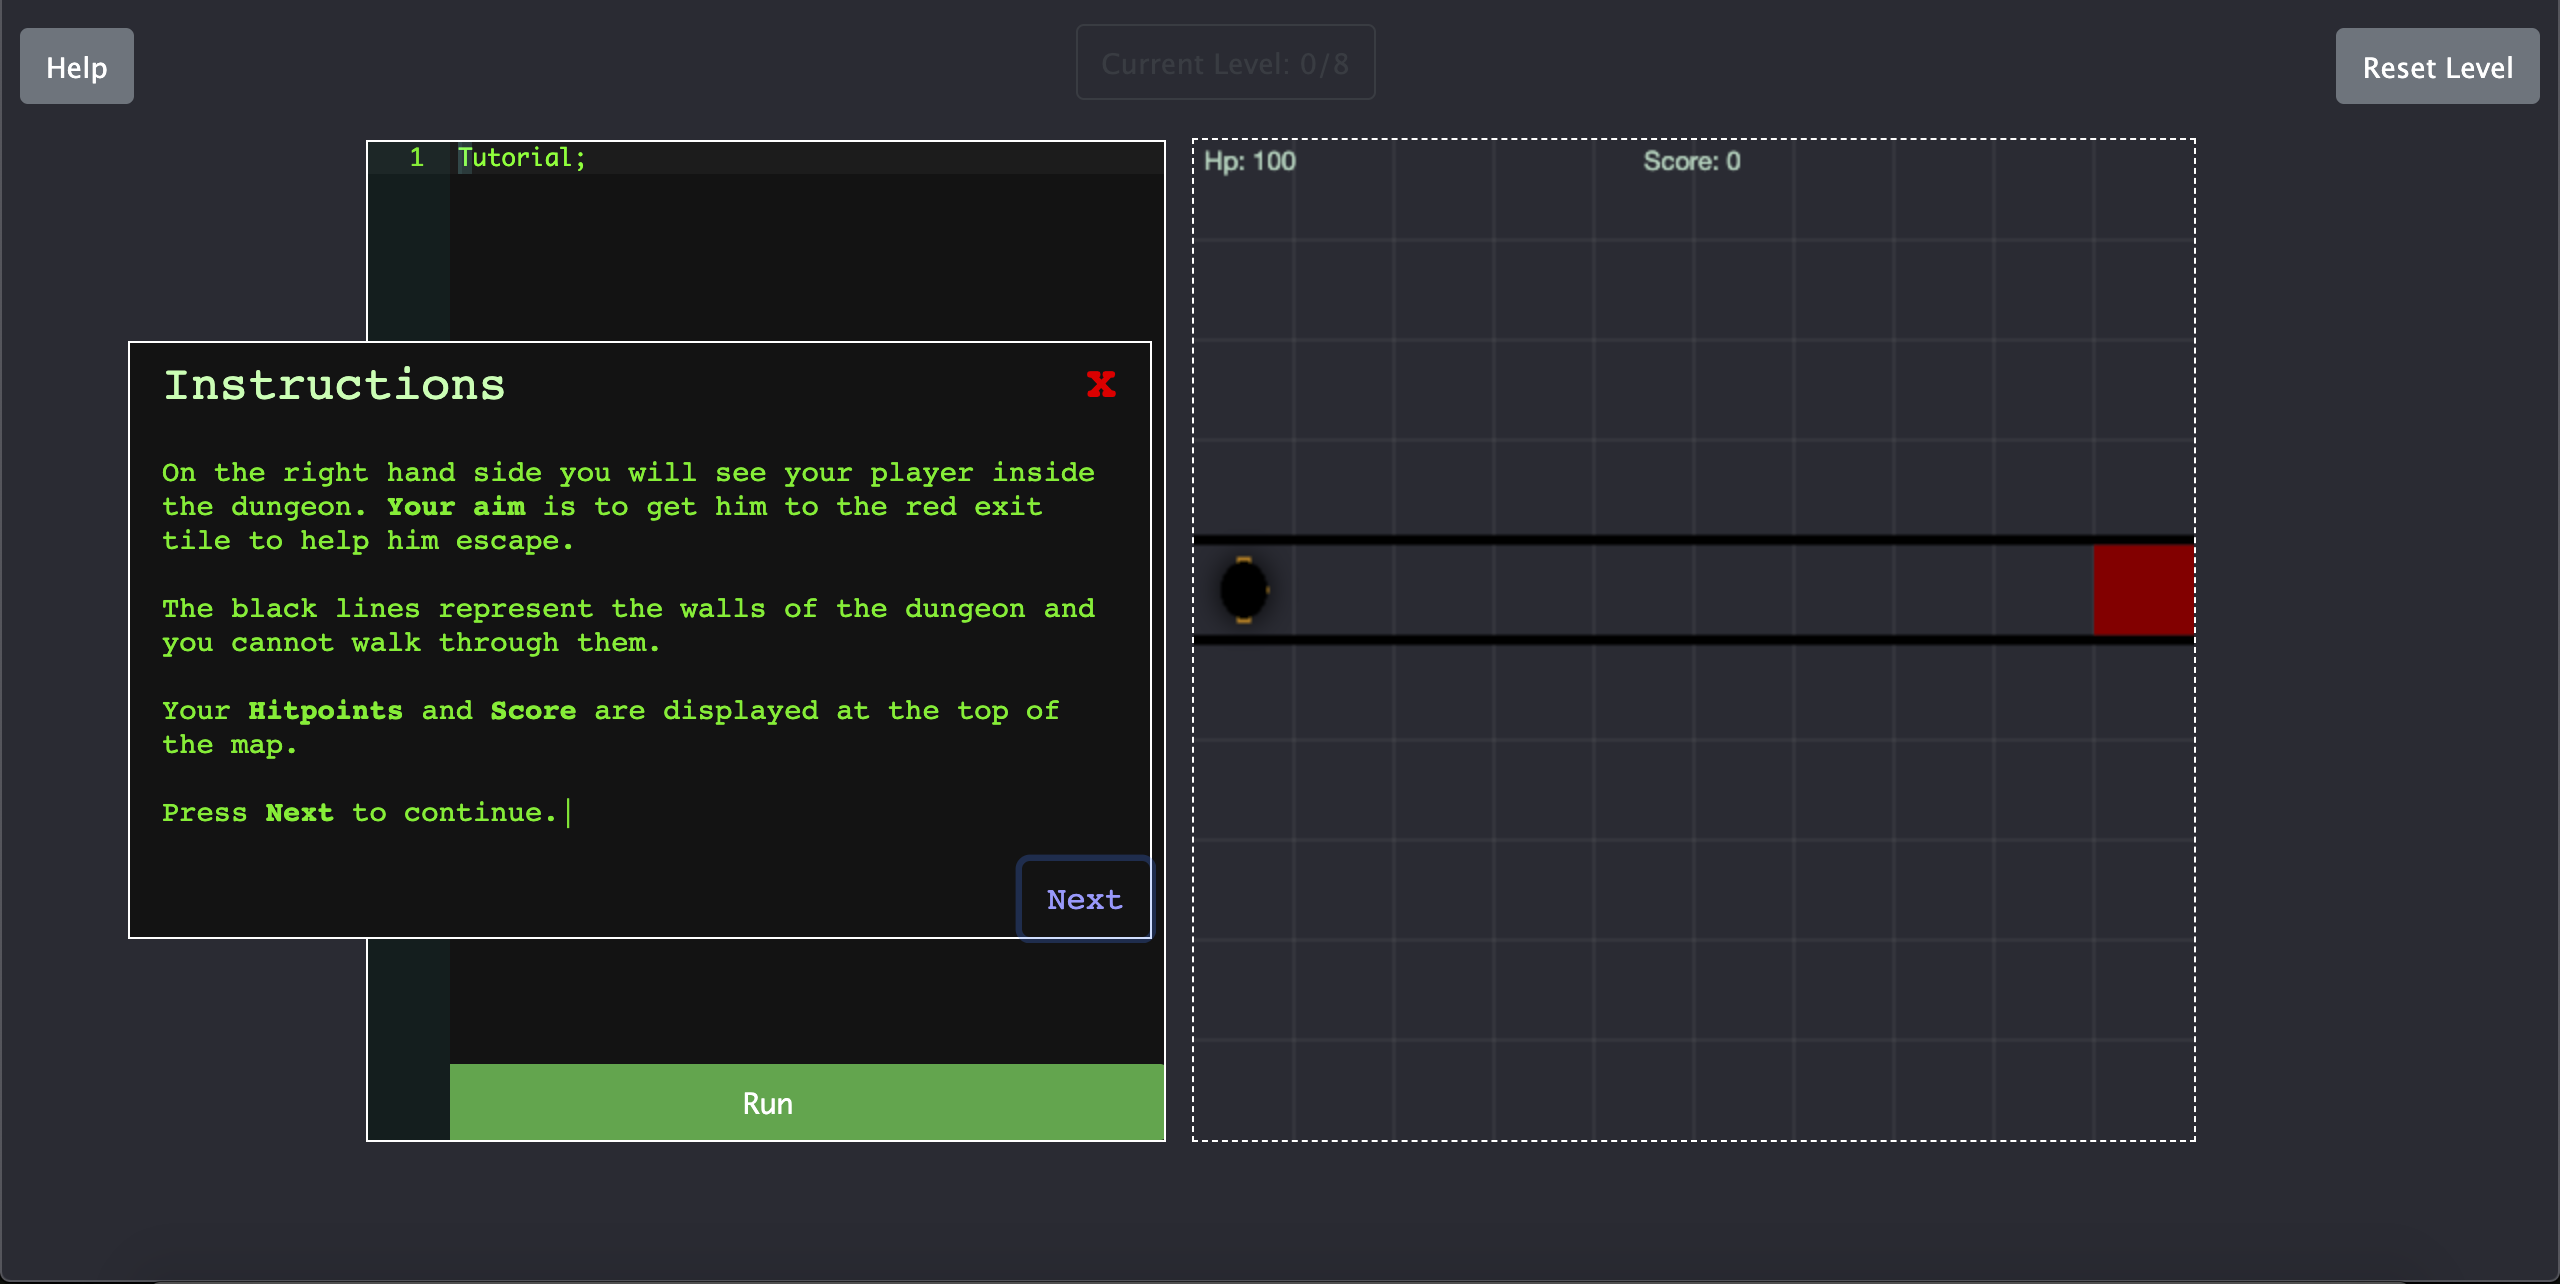 Help
Current Level: 0/8
Reset Level
1 Tutorial;
Hp: 100
Score: 0
Instructions
X
On the right hand side you will see your player inside
the dungeon. Your aim is to get him to the red exit
tile to help him escape.
The black lines represent the walls of the dungeon and
you cannot walk through them.
Your Hitpoints and Score are displayed at the top of
the map.
Press Next to continue.
Next
Run